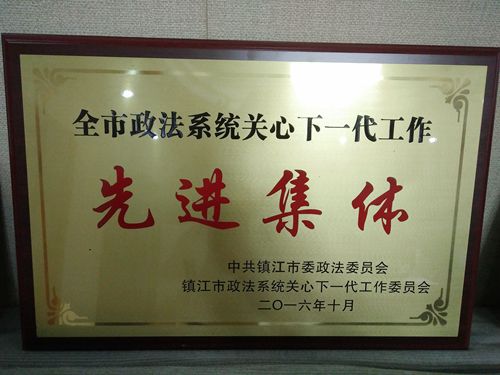 全市政法系统关心下一代工作
先进集体
中共镇江市委政法委员会
镇江市政法系统关心下一代工作委员会
二〇一六年十月